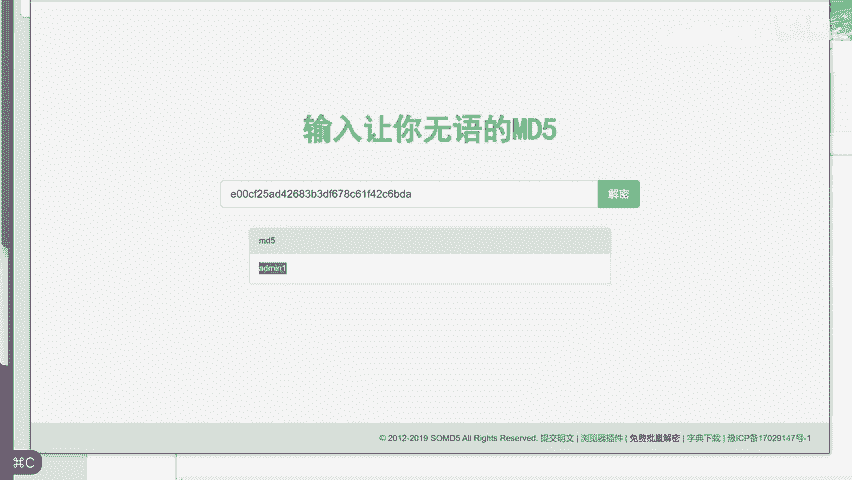 输入让你无语的MD5
e00cf25ad42683b3df678c61f42c6bda
解密
md5
admin1
© 2012-2019 SOMD5 All Rights Reserved. 提交明文 | 浏览器插件 | 免费批量解密 | 字典下载 | 豫ICP备17029147号-1
⌘C